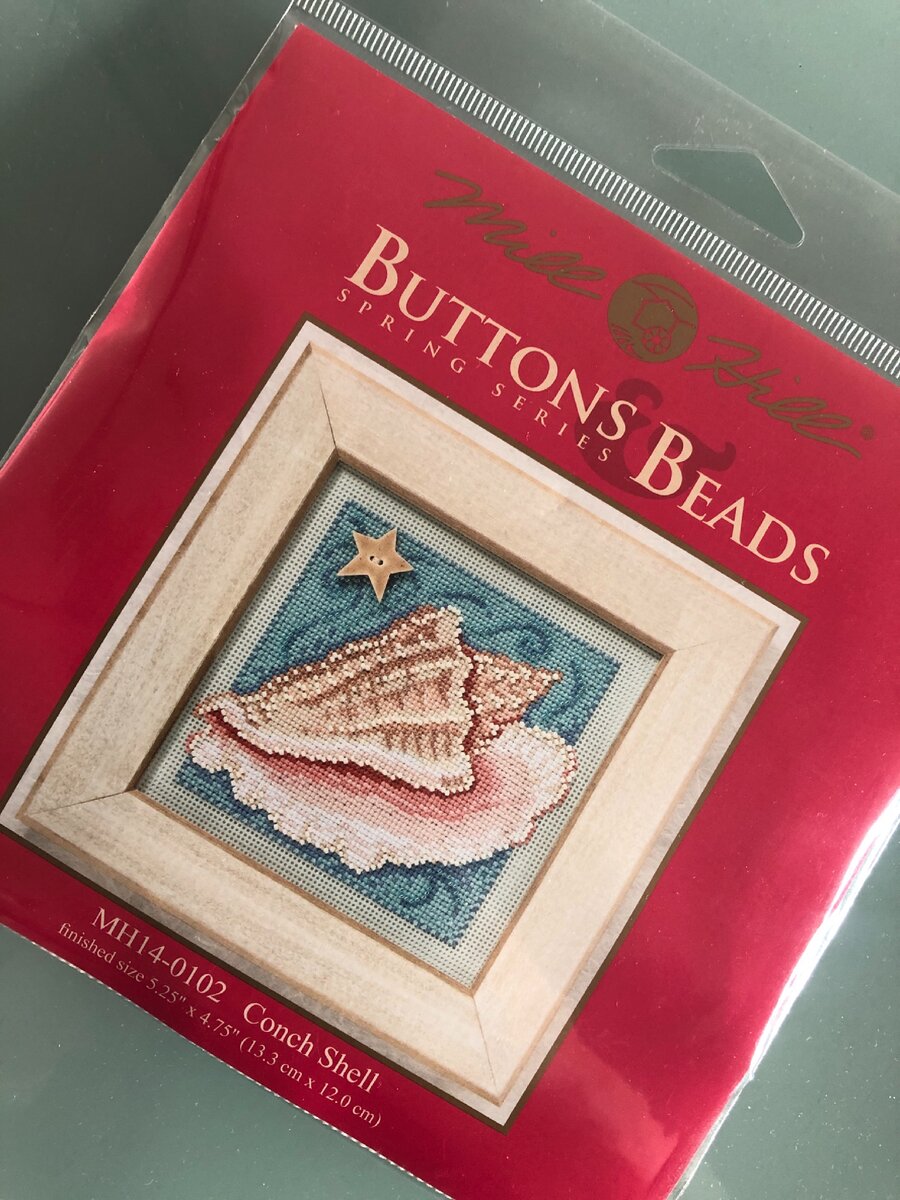 Mill Hill®
BUTTONS & BEADS
SPRING SERIES
MH14-0102 Conch Shell
finished size 5.25" x 4.75" (13.3 cm x 12.0 cm)